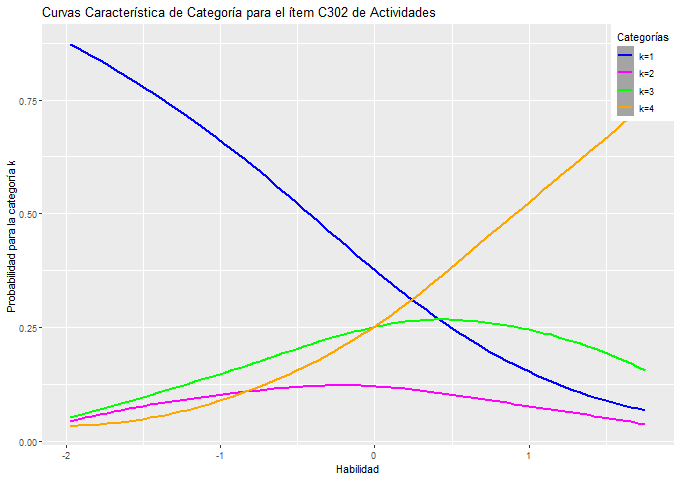 Curvas Característica de Categoría para el ítem C302 de Actividades
Categorías
k=1
k=2
k=3
k=4
Probabilidad para la categoría k
0.75
0.50
0.25
0.00
-2
-1
0
1
Habilidad